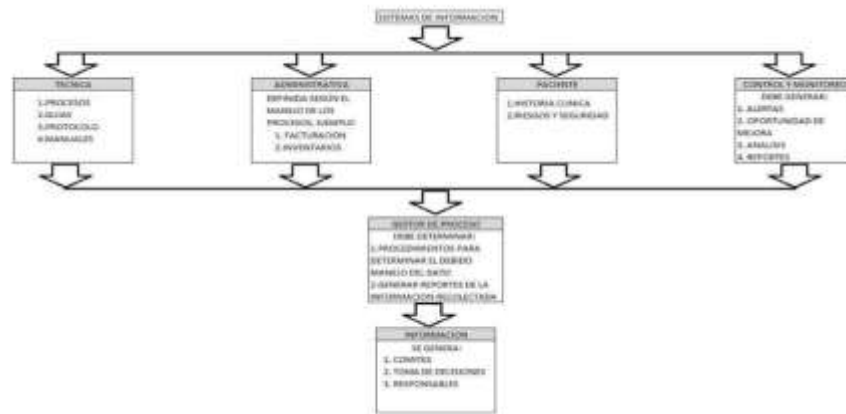 SISTEMAS DE INFORMACION
TECNICA
1.PROCESOS
2.GUIAS
3.PROTOCOLO
4.MANUALES
ADMINISTRATIVA
DEFINIDA SEGÚN EL
MANEJO DE LOS
PROCESOS, EJEMPLO
1. FACTURACIÓN
2.INVENTARIOS
PACIENTE
1.HISTORIA CLINICA
2.RIESGOS Y SEGURIDAD
CONTROL Y MONITOREO
DEBE GENERAR:
1. ALERTAS
2. OPORTUNIDAD DE
MEJORA
3. ANALISIS
4. REPORTES
GESTOR DE PROCESO
DEBE DETERMINAR:
1.PROCEDIMIENTOS PARA
DETERMINAR EL DEBIDO
MANEJO DEL DATO
2.GENERAR REPORTES DE LA
INFORMACION RECOLECTADA
INFORMACION
SE GENERA:
1. COMITES
2. TOMA DE DECISIONES
3. RESPONSABLES